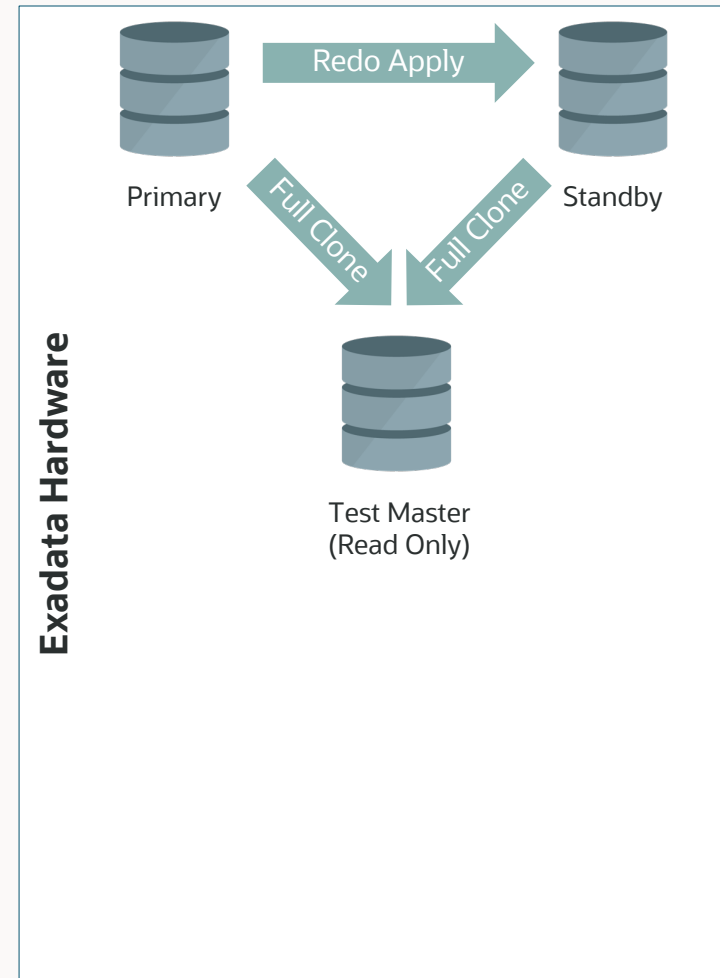 Redo Apply
Primary
Standby
Full Clone
Full Clone
Test Master
(Read Only)
Exadata Hardware